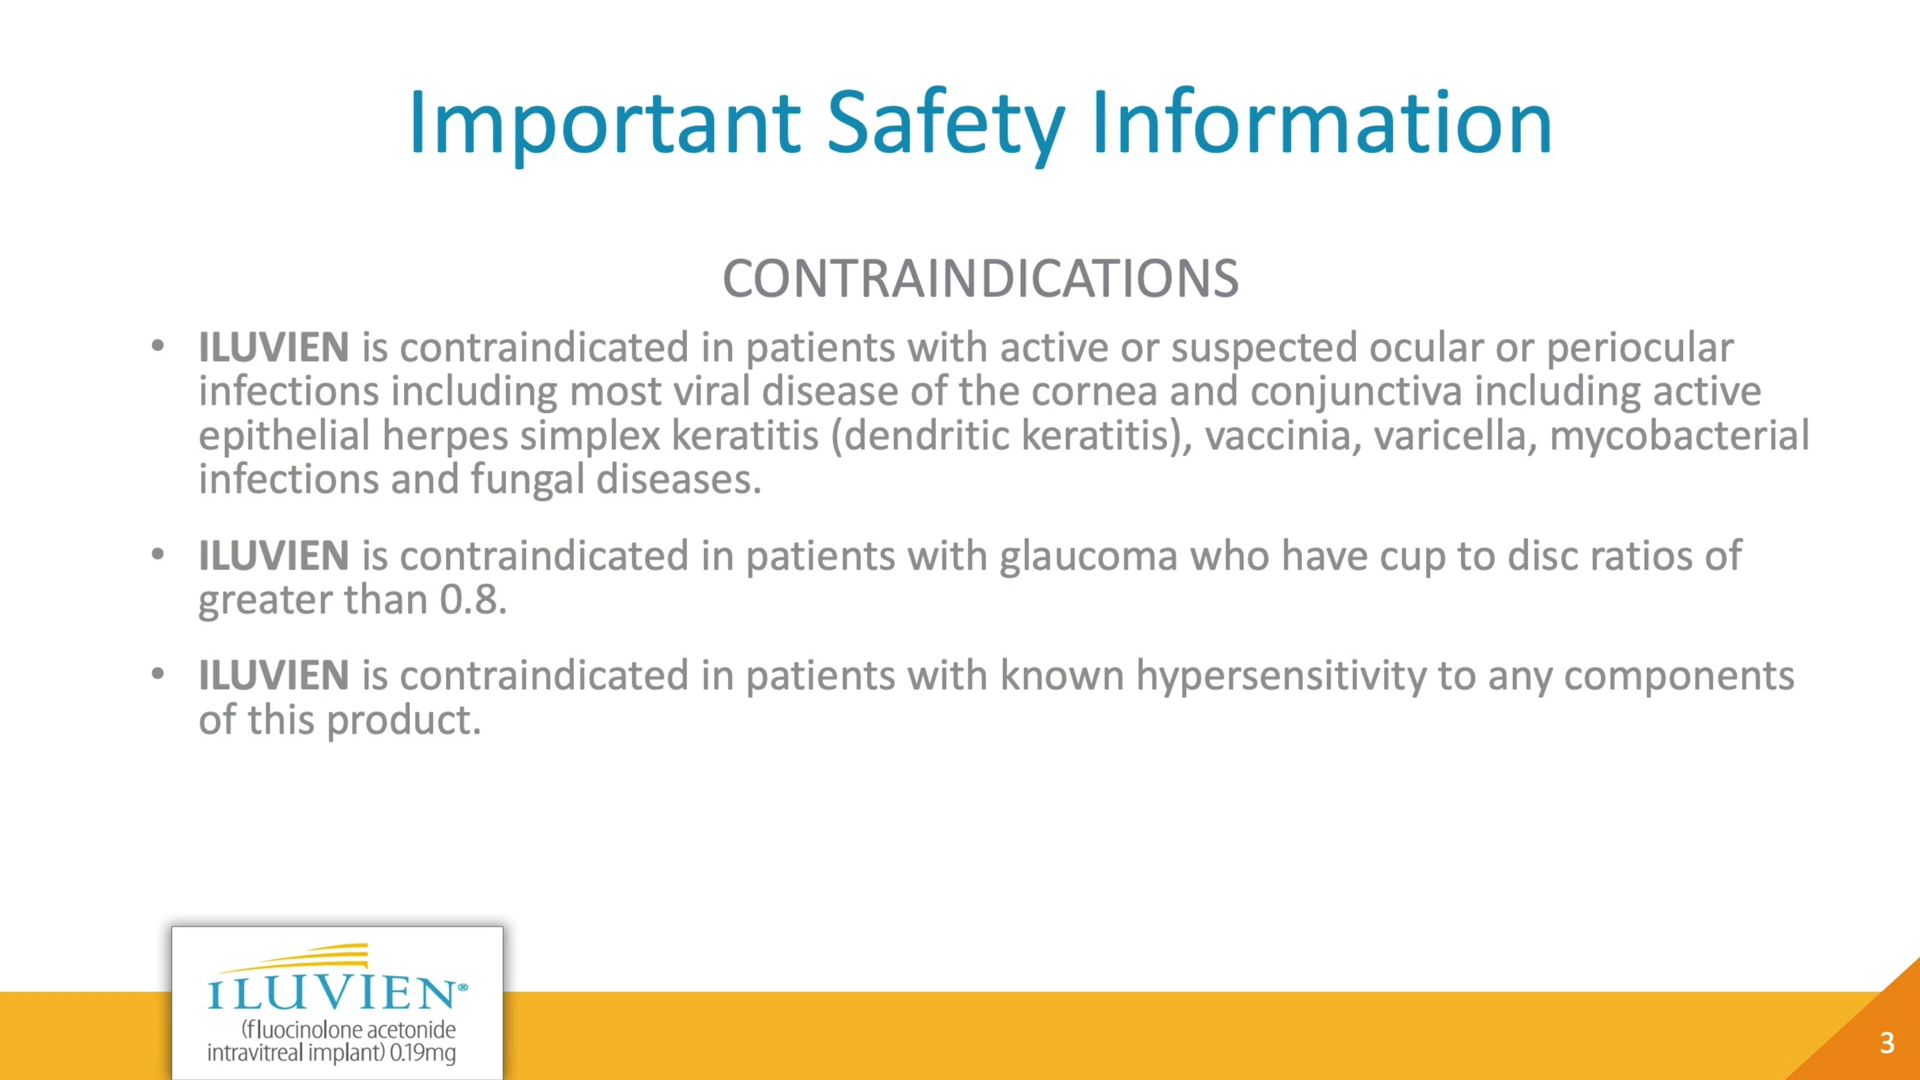 Important Safety Information
CONTRAINDICATIONS
• ILUVIEN is contraindicated in patients with active or suspected ocular or periocular
infections including most viral disease of the cornea and conjunctiva including active
epithelial herpes simplex keratitis (dendritic keratitis), vaccinia, varicella, mycobacterial
infections and fungal diseases.
• ILUVIEN is contraindicated in patients with glaucoma who have cup to disc ratios of
greater than 0.8.
• ILUVIEN is contraindicated in patients with known hypersensitivity to any components
of this product.
ILUVIEN®
(fluocinolone acetonide
intravitreal implant) 0.19mg
3